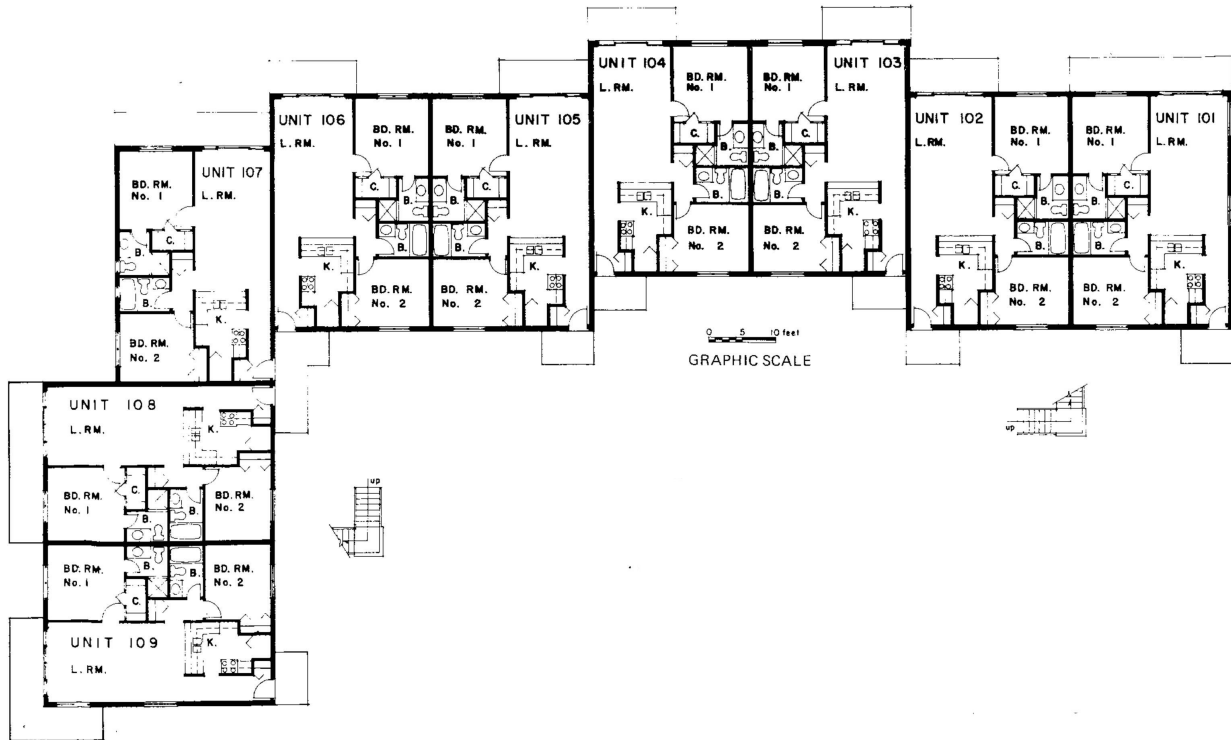 UNIT 104
L. RM.
BD. RM.
No. 1
C.
B.
B.
K.
BD. RM.
No. 2
BD. RM.
No. 1
UNIT 103
L. RM.
C.
B.
B.
K.
BD. RM.
No. 2
UNIT 106
L. RM.
BD. RM.
No. 1
C.
B.
B.
K.
BD. RM.
No. 2
BD. RM.
No. 1
UNIT 105
L. RM.
C.
B.
B.
K.
BD. RM.
No. 2
UNIT 102
L. RM.
BD. RM.
No. 1
C.
B.
B.
K.
BD. RM.
No. 2
BD. RM.
No. 1
UNIT 101
L. RM.
C.
B.
B.
K.
BD. RM.
No. 2
BD. RM.
No. 1
UNIT 107
L. RM.
C.
B.
B.
K.
BD. RM.
No. 2
0 5 10 feet
GRAPHIC SCALE
UNIT 108
L. RM.
K.
BD. RM.
No. 1
C.
B.
B.
BD. RM.
No. 2
up
up
BD. RM.
No. 1
B.
B.
BD. RM.
No. 2
C.
UNIT 109
L. RM.
K.